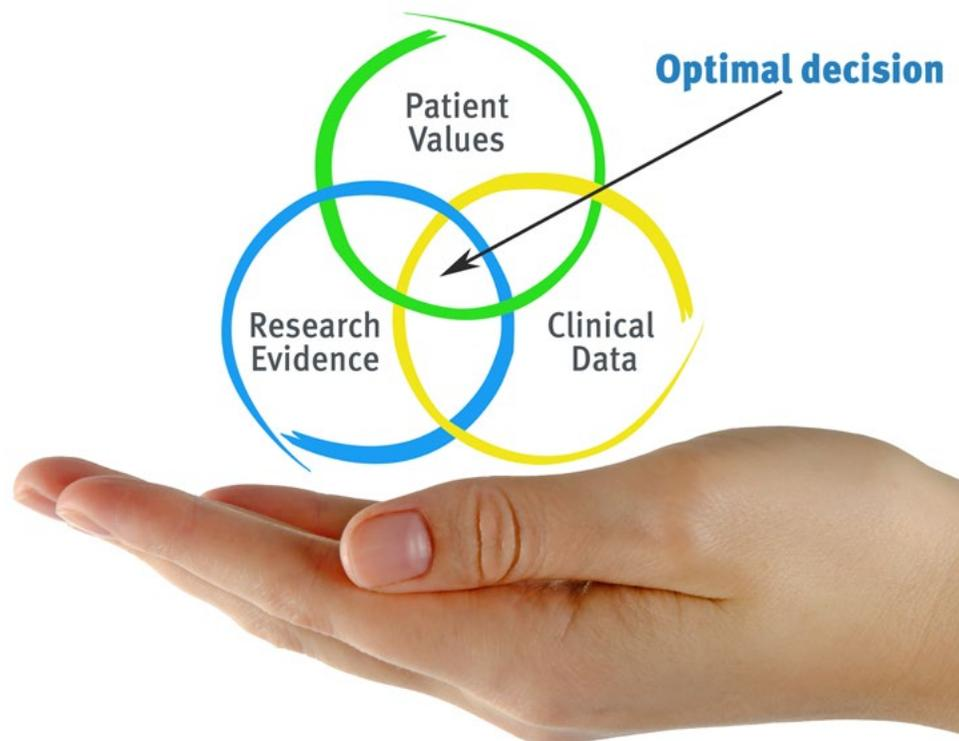 Optimal decision
Patient
Values
Research
Evidence
Clinical
Data